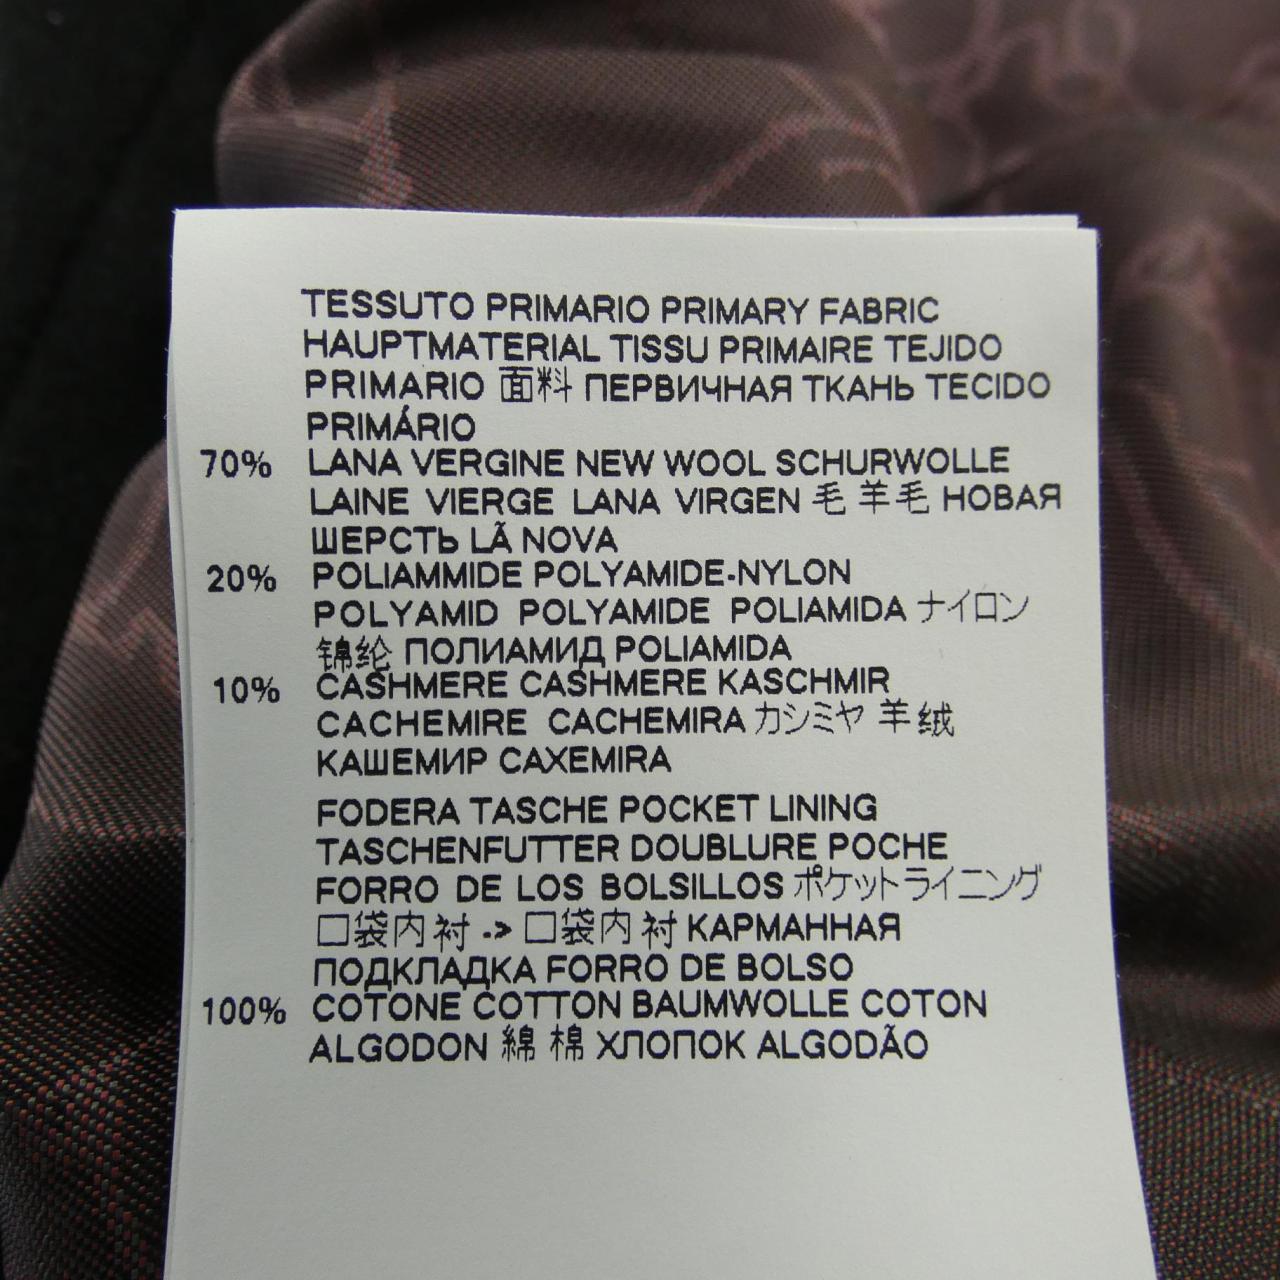 TESSUTO PRIMARIO PRIMARY FABRIC
HAUPTMATERIAL TISSU PRIMAIRE TEJIDO
PRIMARIO 面料 ПЕРВИЧНАЯ ТКАНЬ TECIDO
PRIMÁRIO
70% LANA VERGINE NEW WOOL SCHURWOLLE
LAINE VIERGE LANA VIRGEN 毛 羊毛 НОВАЯ
ШЕРСТЬ LÃ NOVA
20% POLIAMMIDE POLYAMIDE-NYLON
POLYAMID POLYAMIDE POLIAMIDA ナイロン
锦纶 ПОЛИАМИД POLIAMIDA
10% CASHMERE CASHMERE KASCHMIR
CACHEMIRE CACHEMIRA カシミヤ 羊绒
КАШЕМИР CAXEMIRA
FODERA TASCHE POCKET LINING
TASCHENFUTTER DOUBLURE POCHE
FORRO DE LOS BOLSILLOS ポケットライニング
口袋内衬 -> 口袋内衬 КАРМАННАЯ
ПОДКЛАДКА FORRO DE BOLSO
100% COTONE COTTON BAUMWOLLE COTON
ALGODON 綿 棉 ХЛОПОК ALGODÃO